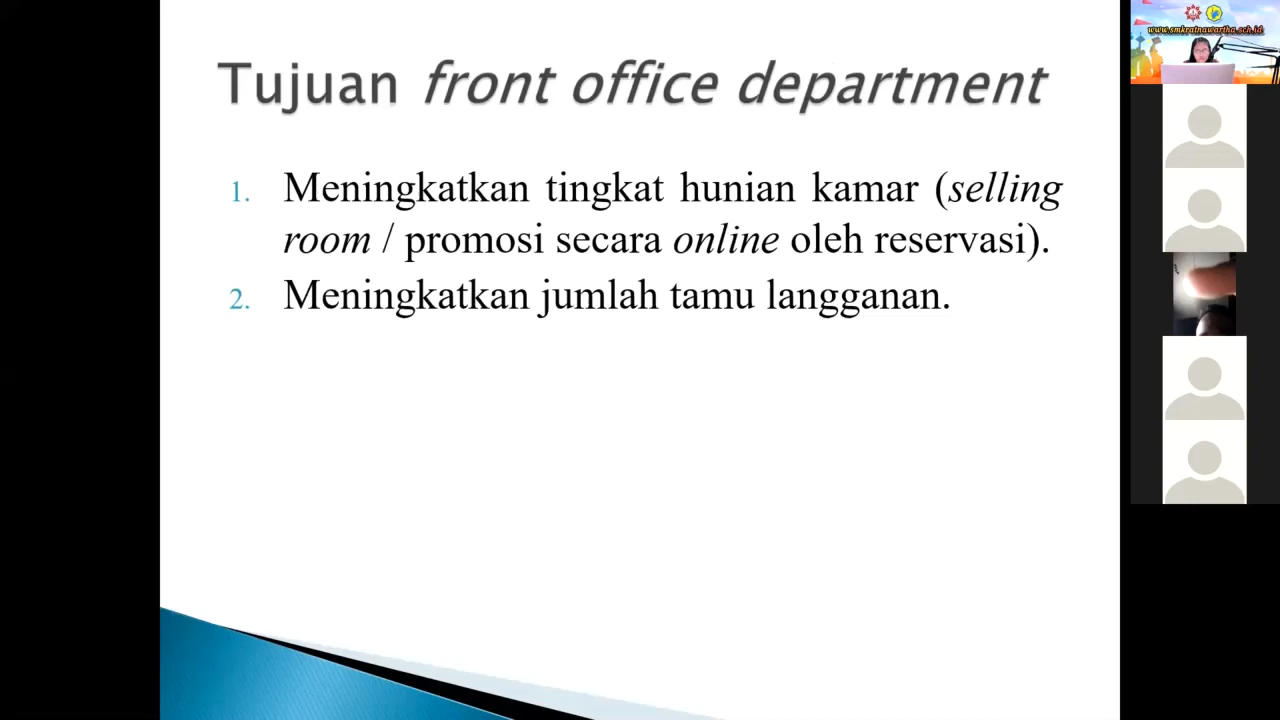 www.smkratnawartha.sch.id
Tujuan front office department
1. Meningkatkan tingkat hunian kamar (selling
room / promosi secara online oleh reservasi).
2. Meningkatkan jumlah tamu langganan.